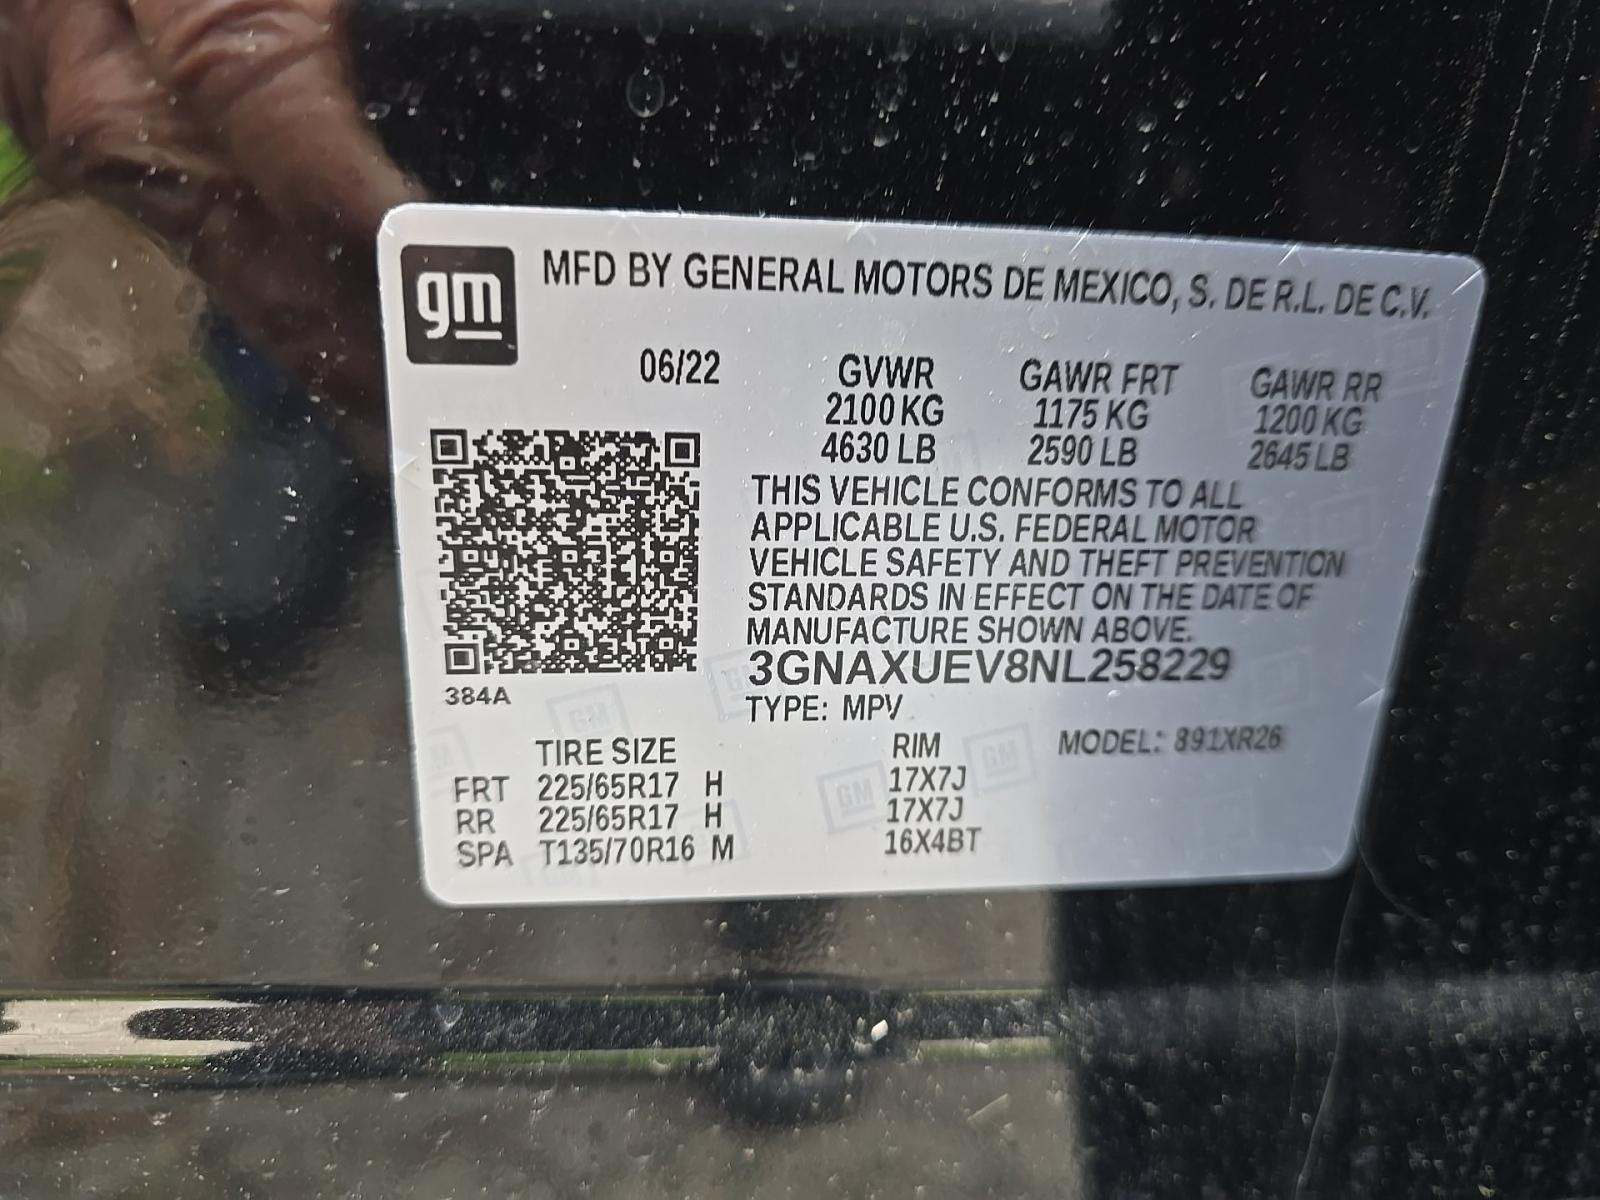 gm
MFD BY GENERAL MOTORS DE MEXICO, S. DE R.L. DE C.V.
06/22 GVWR GAWR FRT GAWR RR
2100 KG 1175 KG 1200 KG
4630 LB 2590 LB 2645 LB
THIS VEHICLE CONFORMS TO ALL
APPLICABLE U.S. FEDERAL MOTOR
VEHICLE SAFETY AND THEFT PREVENTION
STANDARDS IN EFFECT ON THE DATE OF
MANUFACTURE SHOWN ABOVE.
3GNAXUEV8NL258229
384A
TYPE: MPV
TIRE SIZE RIM MODEL: 891XR26
FRT 225/65R17 H 17X7J
RR 225/65R17 H 17X7J
SPA T135/70R16 M 16X4BT
GM
GM
GM